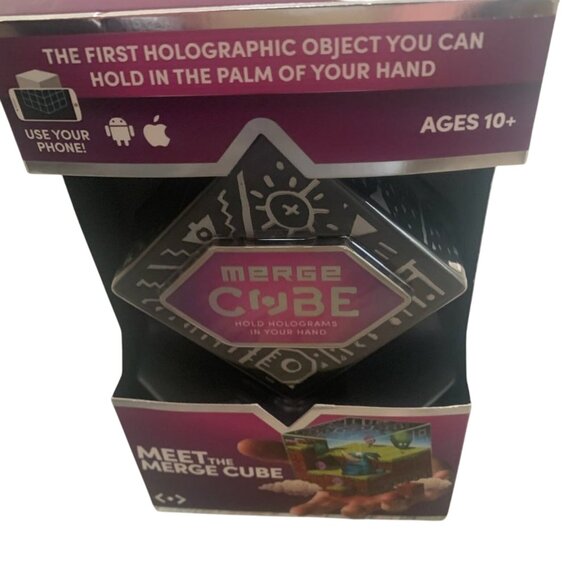 THE FIRST HOLOGRAPHIC OBJECT YOU CAN
HOLD IN THE PALM OF YOUR HAND
USE YOUR
PHONE!
AGES 10+
MERGE
CUBE
HOLD HOLOGRAMS
IN YOUR HAND
MEET THE
MERGE CUBE